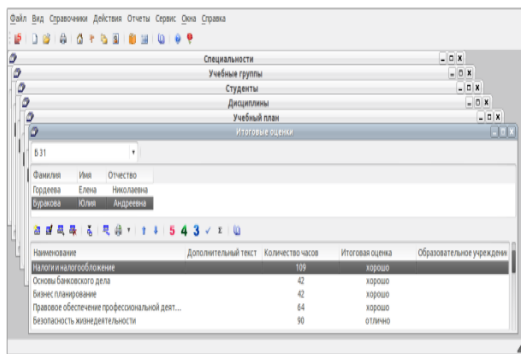 Файл Вид Справочники Действия Отчеты Сервис Окна Справка
Специальности
Учебные группы
Студенты
Дисциплины
Учебный план
Итоговые оценки
Б31
Фамилия Имя Отчество
Гордеева Елена Николаевна
Буракова Юлия Андреевна
5 4 3
Наименование Дополнительный текст Количество часов Итоговая оценка Образовательное учреждени
Налоги и налогообложение 109 хорошо
Основы банковского дела 42 хорошо
Бизнес планирование 42 хорошо
Правовое обеспечение профессиональной деят... 64 хорошо
Безопасность жизнедеятельности 90 отлично